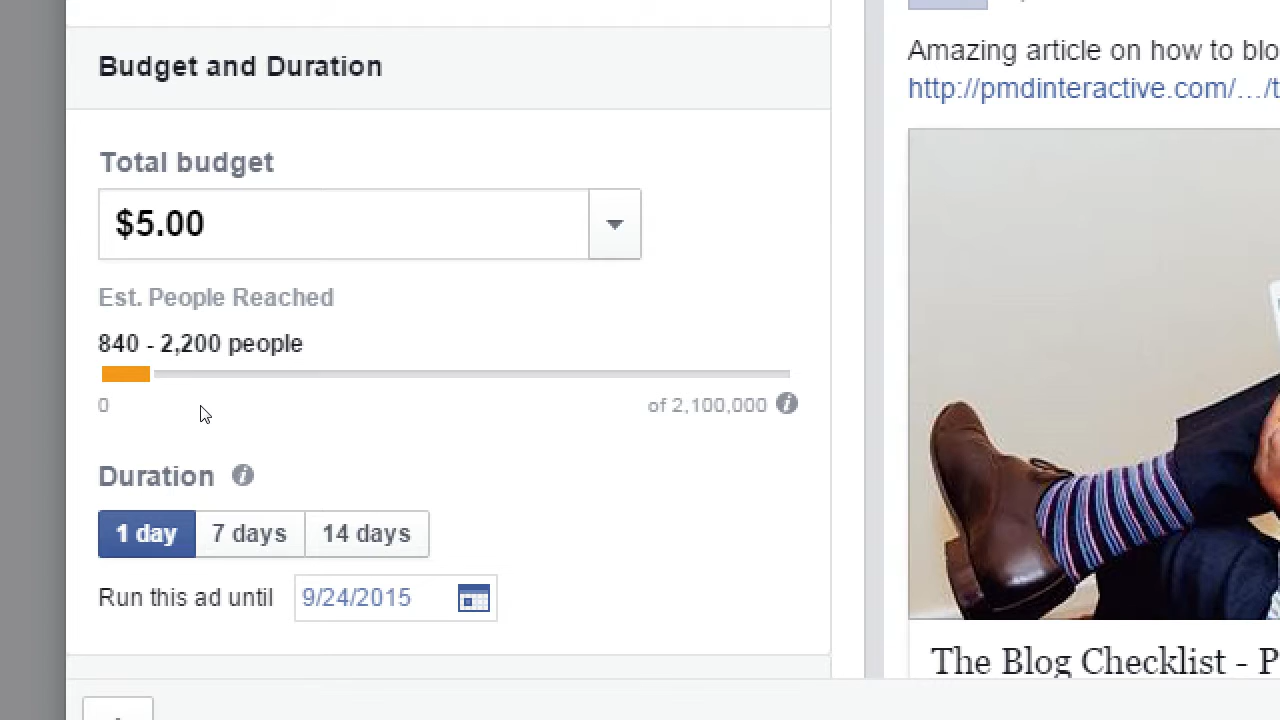 Budget and Duration
Total budget
$5.00
Est. People Reached
840 - 2,200 people
0
of 2,100,000
Duration
1 day
7 days
14 days
Run this ad until
9/24/2015
Amazing article on how to blo
http://pmdinteractive.com/.../t
The Blog Checklist - P